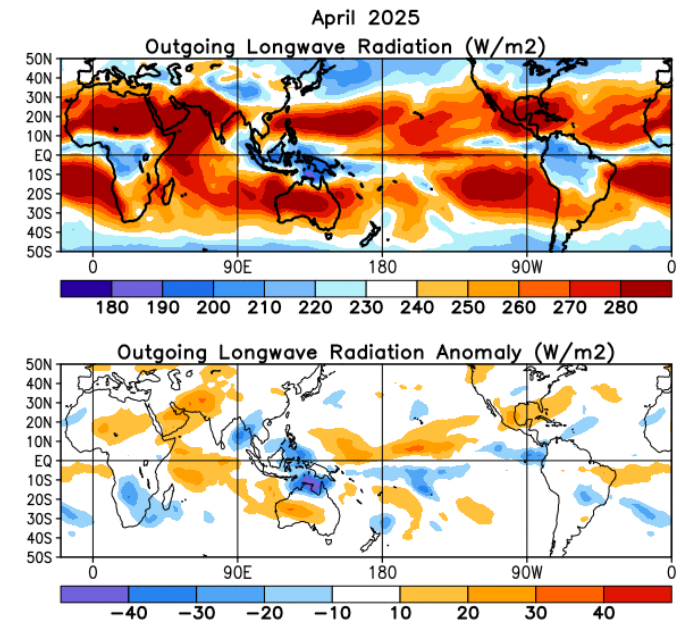 April 2025
Outgoing Longwave Radiation (W/m2)
50N
40N
30N
20N
10N
EQ
10S
20S
30S
40S
50S
0 90E 180 90W 0
180 190 200 210 220 230 240 250 260 270 280
Outgoing Longwave Radiation Anomaly (W/m2)
50N
40N
30N
20N
10N
EQ
10S
20S
30S
40S
50S
0 90E 180 90W 0
−40 −30 −20 −10 10 20 30 40